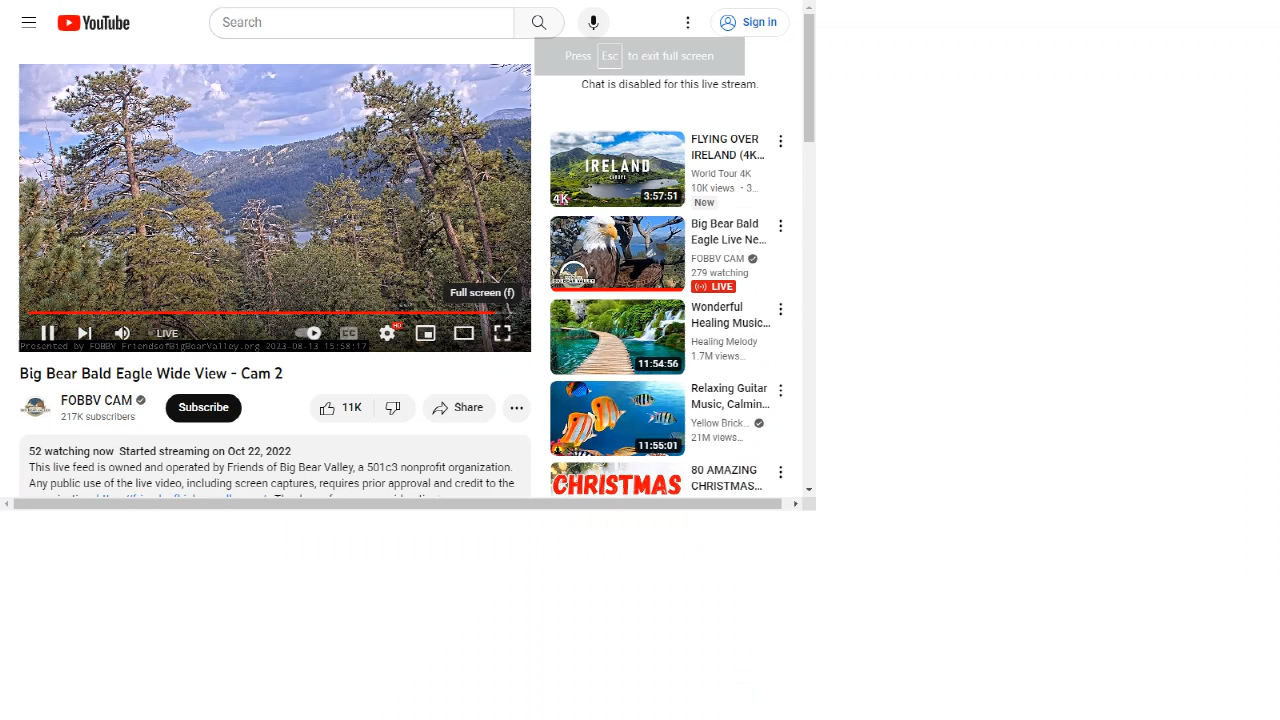 YouTube
Search
Sign in
Press Esc to exit full screen
Chat is disabled for this live stream.
IRELAND
EUROPE
4K
3:57:51
FLYING OVER
IRELAND (4K...
World Tour 4K
10K views · 3...
New
Big Bear Bald
Eagle Live Ne...
FOBBV CAM
279 watching
LIVE
Wonderful
Healing Music...
Healing Melody
1.7M views...
11:54:56
Relaxing Guitar
Music, Calmin...
Yellow Brick...
21M views...
11:55:01
80 AMAZING
CHRISTMAS...
CHRISTMAS
Full screen (f)
LIVE
CC
HD
Presented by FOBBV FriendsofBigBearValley.org 2023-08-13 15:58:17
Big Bear Bald Eagle Wide View - Cam 2
FOBBV CAM
217K subscribers
Subscribe
11K
Share
52 watching now Started streaming on Oct 22, 2022
This live feed is owned and operated by Friends of Big Bear Valley, a 501c3 nonprofit organization.
Any public use of the live video, including screen captures, requires prior approval and credit to the